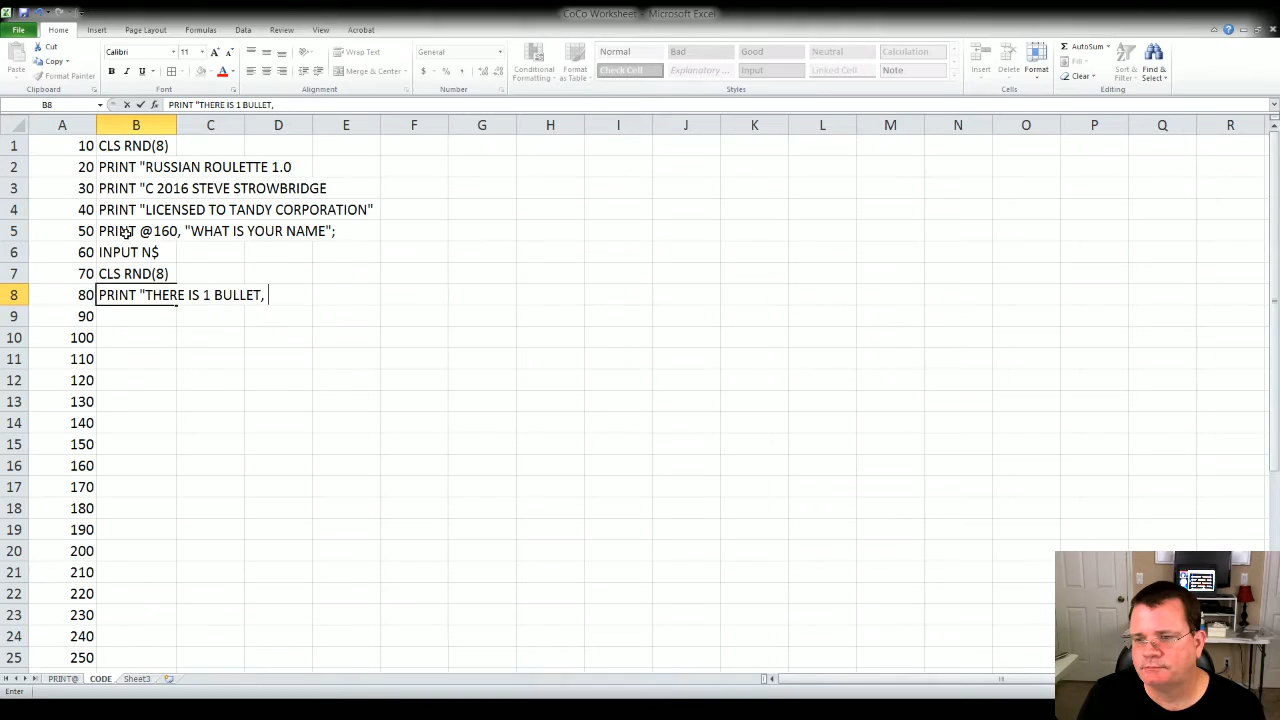 CoCo Worksheet - Microsoft Excel
File Home Insert Page Layout Formulas Data Review View Acrobat
Cut
Copy
Format Painter
Paste
Clipboard
Calibri 11
Font
Wrap Text
Merge & Center
Alignment
General
Number
Conditional Formatting
Format as Table
Normal Bad Good Neutral Calculation
Check Cell Explanatory ... Input Linked Cell Note
Styles
Insert Delete Format
Cells
AutoSum
Fill
Clear
Sort & Filter
Find & Select
Editing
B8 PRINT "THERE IS 1 BULLET,
A B C D E F G H I J K L M N O P Q R
1 10 CLS RND(8)
2 20 PRINT "RUSSIAN ROULETTE 1.0
3 30 PRINT "C 2016 STEVE STROWBRIDGE
4 40 PRINT "LICENSED TO TANDY CORPORATION"
5 50 PRINT @160, "WHAT IS YOUR NAME";
6 60 INPUT N$
7 70 CLS RND(8)
8 80 PRINT "THERE IS 1 BULLET,
9 90
10 100
11 110
12 120
13 130
14 140
15 150
16 160
17 170
18 180
19 190
20 200
21 210
22 220
23 230
24 240
25 250
PRINT@ CODE Sheet3
Enter